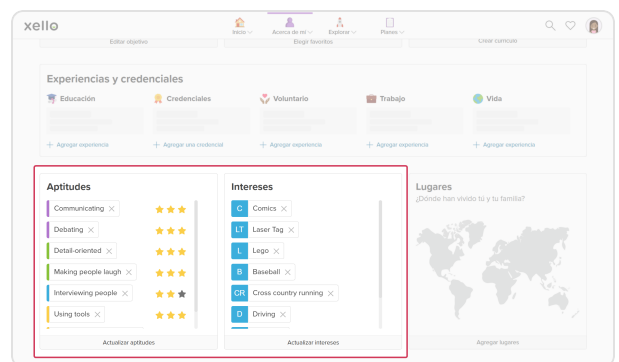 xello
Inicio
Acerca de mí
Explorar
Planes
Editar objetivo
Elegir favoritos
Crear currículo
Experiencias y credenciales
Educación
Credenciales
Voluntario
Trabajo
Vida
+ Agregar experiencia
+ Agregar una credencial
+ Agregar experiencia
+ Agregar experiencia
+ Agregar experiencia
Aptitudes
Communicating ×
Debating ×
Detail-oriented ×
Making people laugh ×
Interviewing people ×
Using tools ×
Actualizar aptitudes
Intereses
C Comics ×
LT Laser Tag ×
L Lego ×
B Baseball ×
CR Cross country running ×
D Driving ×
Actualizar intereses
Lugares
¿Dónde han vivido tú y tu familia?
Agregar lugares